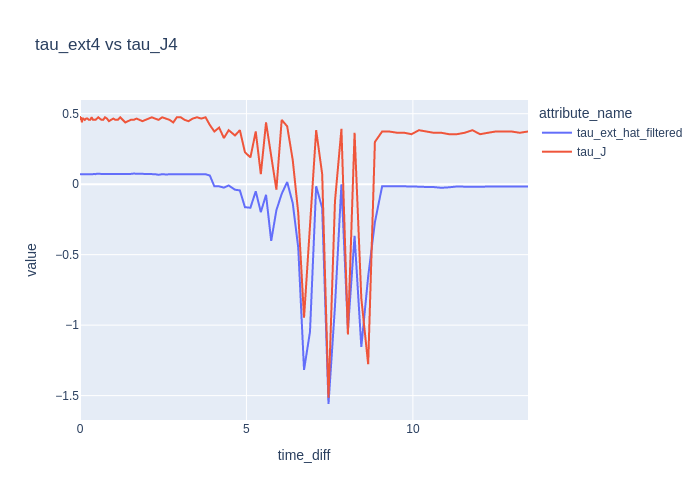 tau_ext4 vs tau_J4
attribute_name
tau_ext_hat_filtered
tau_J
value
0.5
0
−0.5
−1
−1.5
0
5
10
time_diff